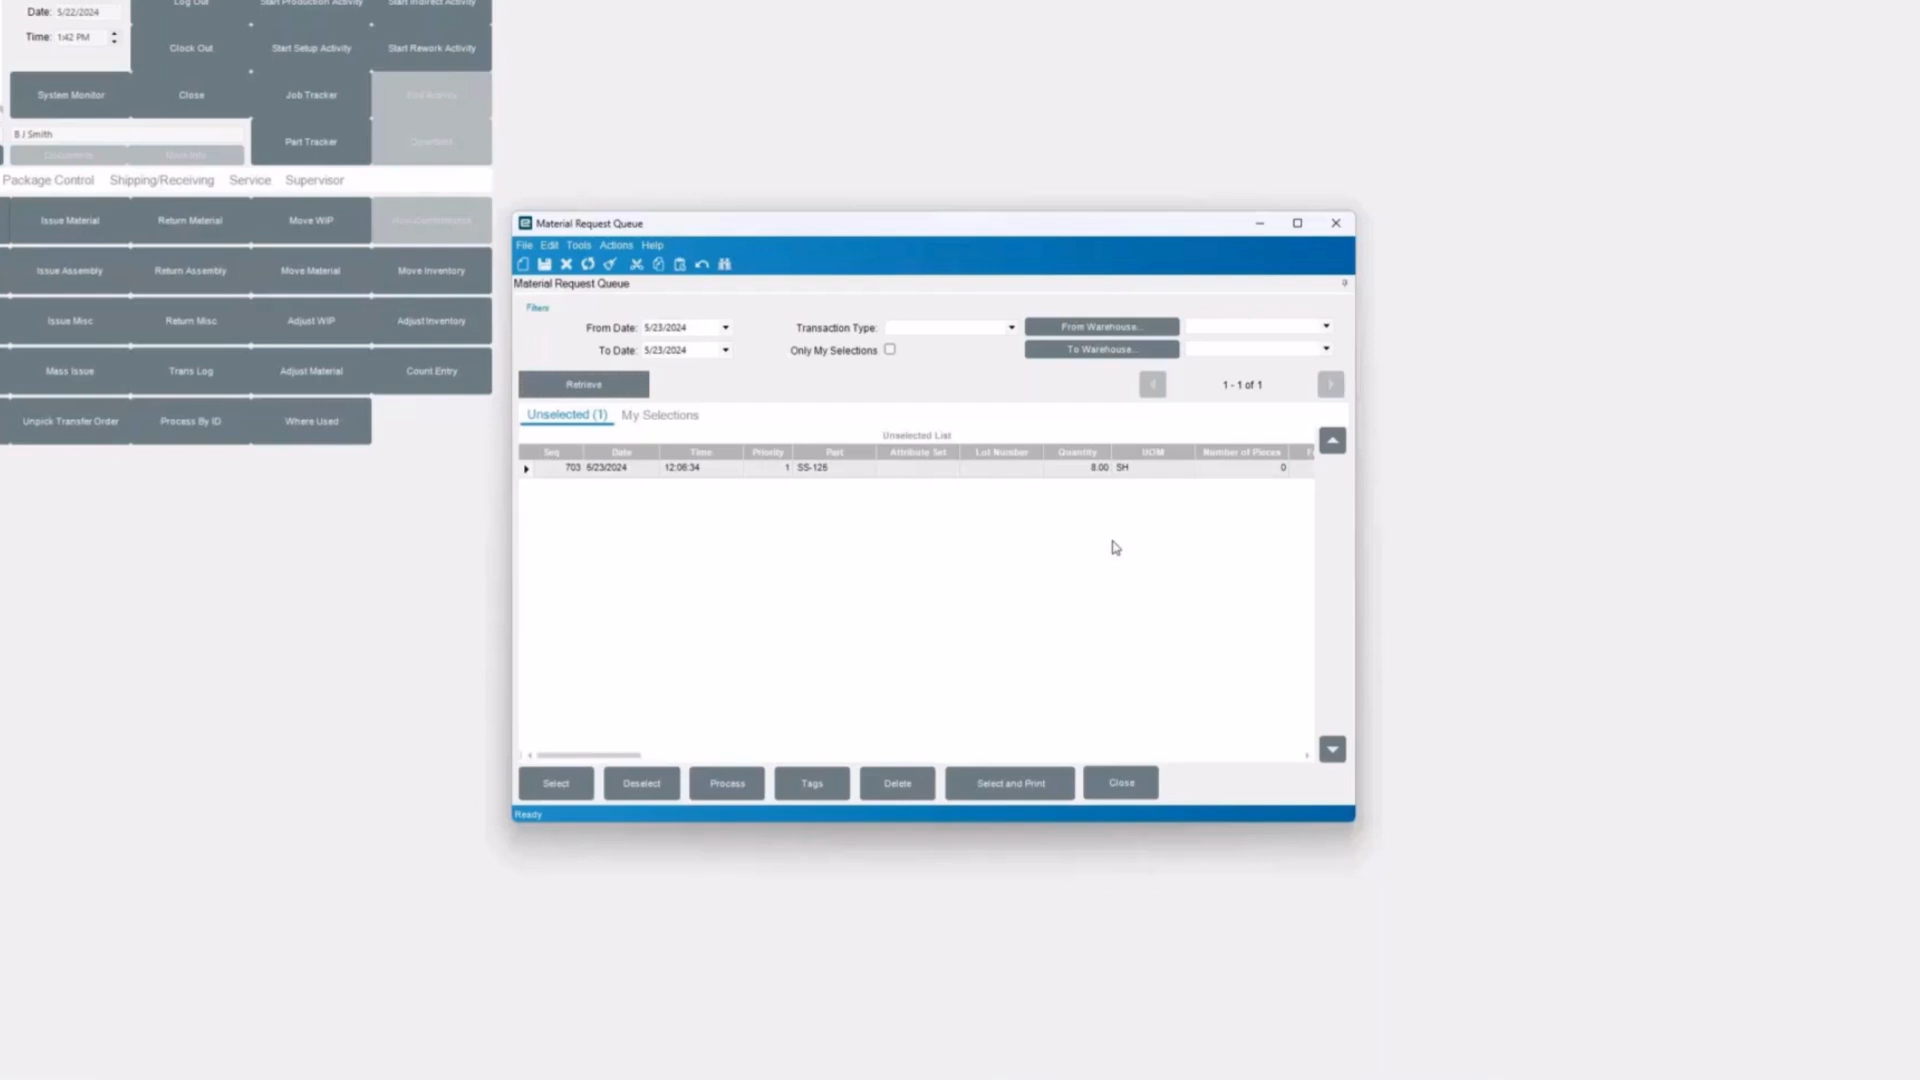 Log Out Start Production Activity Start Indirect Activity
Date: 5/22/2024
Time: 1:42 PM
Clock Out Start Setup Activity Start Rework Activity
System Monitor Close Job Tracker
B J Smith
Part Tracker
Documents
Package Control Shipping/Receiving Service Supervisor
Issue Material Return Material Move WIP
Issue Assembly Return Assembly Move Material Move Inventory
Issue Misc Return Misc Adjust WIP Adjust Inventory
Mass Issue Trans Log Adjust Material Count Entry
Unpick Transfer Order Process By ID Where Used
Material Request Queue
File Edit Tools Actions Help
Material Request Queue
Filters
From Date: 5/23/2024 Transaction Type: From Warehouse...
To Date: 5/23/2024 Only My Selections To Warehouse...
Retrieve 1 - 1 of 1
Unselected (1) My Selections
Unselected List
Seq Date Time Priority Part Attribute Set Lot Number Quantity UOM Number of Pieces
703 5/23/2024 12:06:34 1 SS-125 8.00 SH 0
Select Deselect Process Tags Delete Select and Print Close
Ready